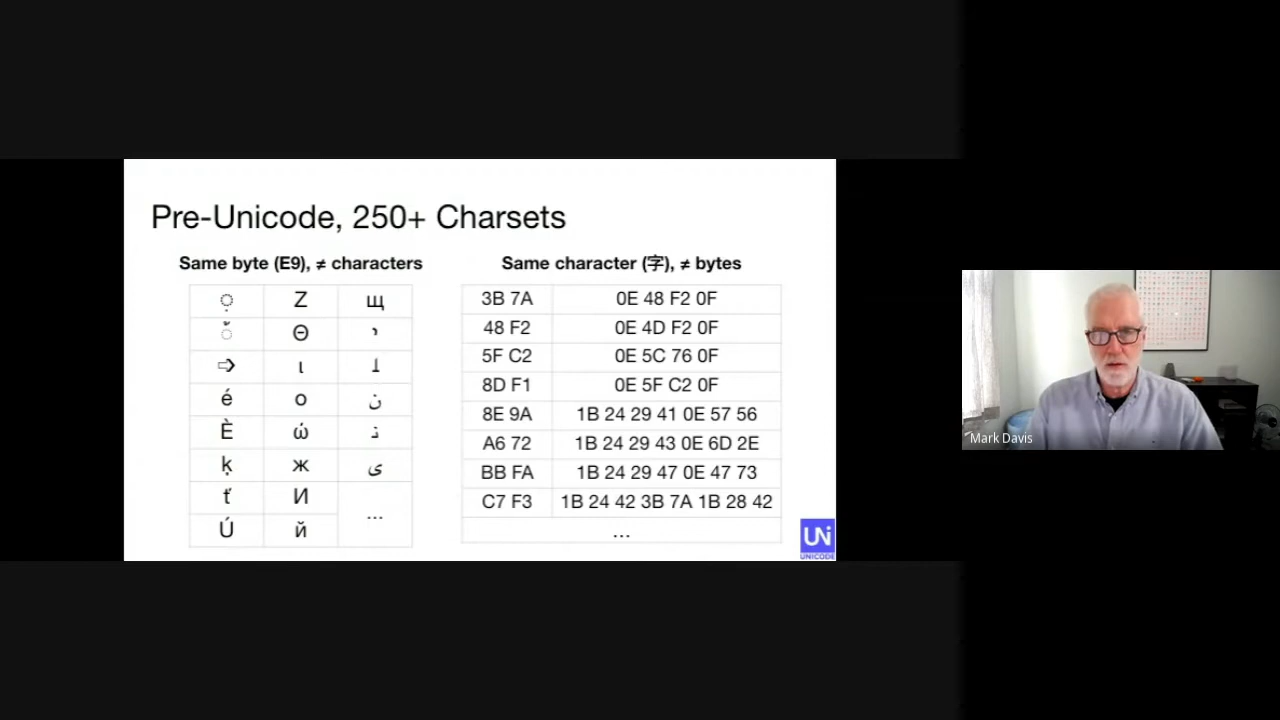 Pre-Unicode, 250+ Charsets
Same byte (E9), ≠ characters
Z щ
Θ י
➩ ι
é ο ن
È ώ
ķ ж ى
ť И ...
Ú й
Same character (字), ≠ bytes
3B 7A 0E 48 F2 0F
48 F2 0E 4D F2 0F
5F C2 0E 5C 76 0F
8D F1 0E 5F C2 0F
8E 9A 1B 24 29 41 0E 57 56
A6 72 1B 24 29 43 0E 6D 2E
BB FA 1B 24 29 47 0E 47 73
C7 F3 1B 24 42 3B 7A 1B 28 42
...
UNi
UNICODE
Mark Davis